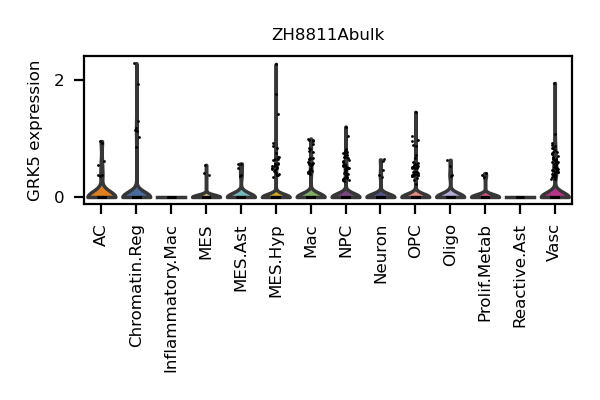 ZH8811Abulk
GRK5 expression
2
0
AC
Chromatin.Reg
Inflammatory.Mac
MES
MES.Ast
MES.Hyp
Mac
NPC
Neuron
OPC
Oligo
Prolif.Metab
Reactive.Ast
Vasc